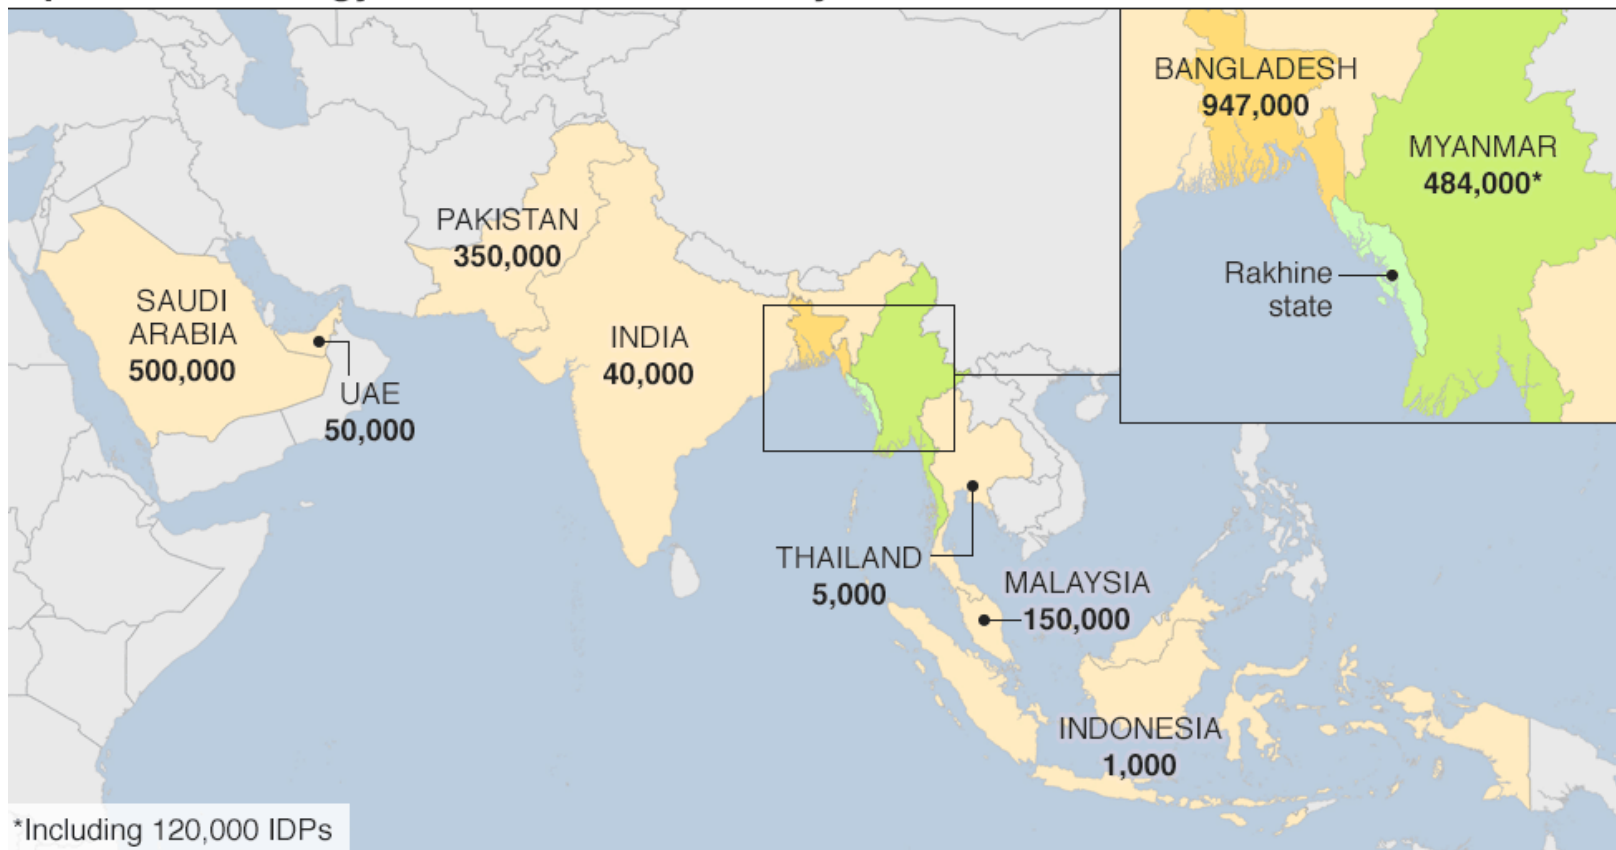 BANGLADESH
947,000
MYANMAR
484,000*
Rakhine
state
PAKISTAN
350,000
SAUDI
ARABIA
500,000
UAE
50,000
INDIA
40,000
THAILAND
5,000
MALAYSIA
150,000
INDONESIA
1,000
*Including 120,000 IDPs